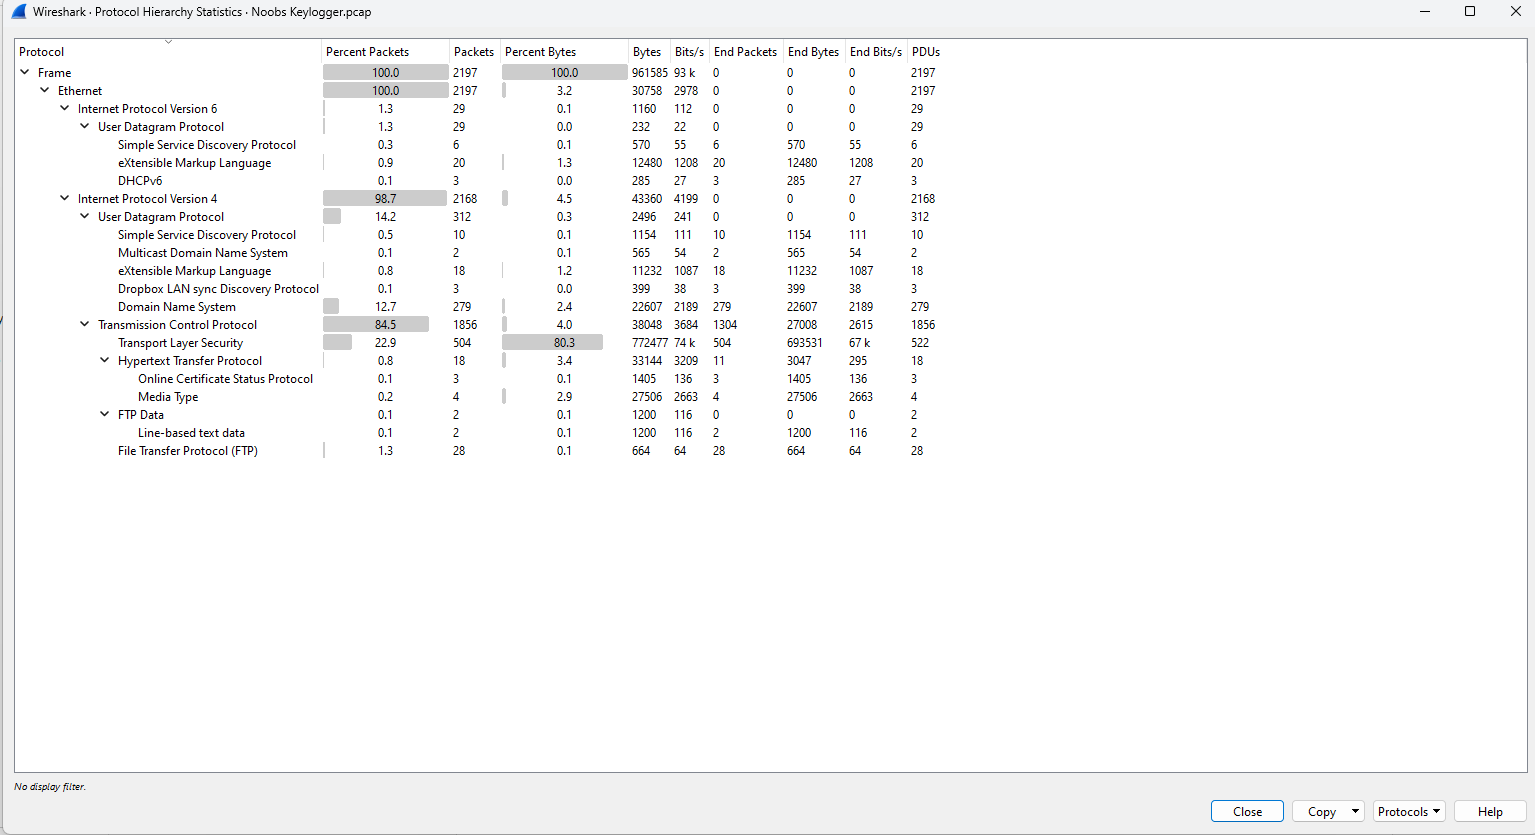 Wireshark · Protocol Hierarchy Statistics · Noobs Keylogger.pcap
Protocol Percent Packets Packets Percent Bytes Bytes Bits/s End Packets End Bytes End Bits/s PDUs
Frame 100.0 2197 100.0 961585 93 k 0 0 0 2197
Ethernet 100.0 2197 3.2 30758 2978 0 0 0 2197
Internet Protocol Version 6 1.3 29 0.1 1160 112 0 0 0 29
User Datagram Protocol 1.3 29 0.0 232 22 0 0 0 29
Simple Service Discovery Protocol 0.3 6 0.1 570 55 6 570 55 6
eXtensible Markup Language 0.9 20 1.3 12480 1208 20 12480 1208 20
DHCPv6 0.1 3 0.0 285 27 3 285 27 3
Internet Protocol Version 4 98.7 2168 4.5 43360 4199 0 0 0 2168
User Datagram Protocol 14.2 312 0.3 2496 241 0 0 0 312
Simple Service Discovery Protocol 0.5 10 0.1 1154 111 10 1154 111 10
Multicast Domain Name System 0.1 2 0.1 565 54 2 565 54 2
eXtensible Markup Language 0.8 18 1.2 11232 1087 18 11232 1087 18
Dropbox LAN sync Discovery Protocol 0.1 3 0.0 399 38 3 399 38 3
Domain Name System 12.7 279 2.4 22607 2189 279 22607 2189 279
Transmission Control Protocol 84.5 1856 4.0 38048 3684 1304 27008 2615 1856
Transport Layer Security 22.9 504 80.3 772477 74 k 504 693531 67 k 522
Hypertext Transfer Protocol 0.8 18 3.4 33144 3209 11 3047 295 18
Online Certificate Status Protocol 0.1 3 0.1 1405 136 3 1405 136 3
Media Type 0.2 4 2.9 27506 2663 4 27506 2663 4
FTP Data 0.1 2 0.1 1200 116 0 0 0 2
Line-based text data 0.1 2 0.1 1200 116 2 1200 116 2
File Transfer Protocol (FTP) 1.3 28 0.1 664 64 28 664 64 28
No display filter.
Close Copy Protocols Help